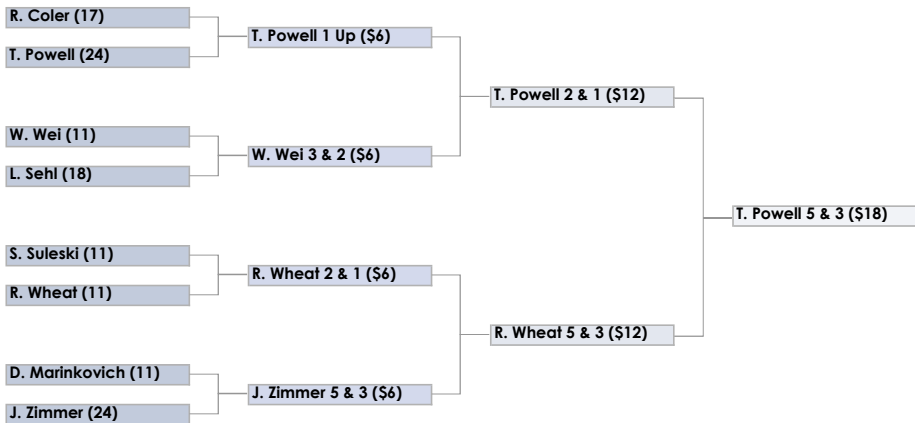 R. Coler (17)
T. Powell 1 Up ($6)
T. Powell (24)
T. Powell 2 & 1 ($12)
W. Wei (11)
W. Wei 3 & 2 ($6)
L. Sehl (18)
T. Powell 5 & 3 ($18)
S. Suleski (11)
R. Wheat 2 & 1 ($6)
R. Wheat (11)
R. Wheat 5 & 3 ($12)
D. Marinkovich (11)
J. Zimmer 5 & 3 ($6)
J. Zimmer (24)